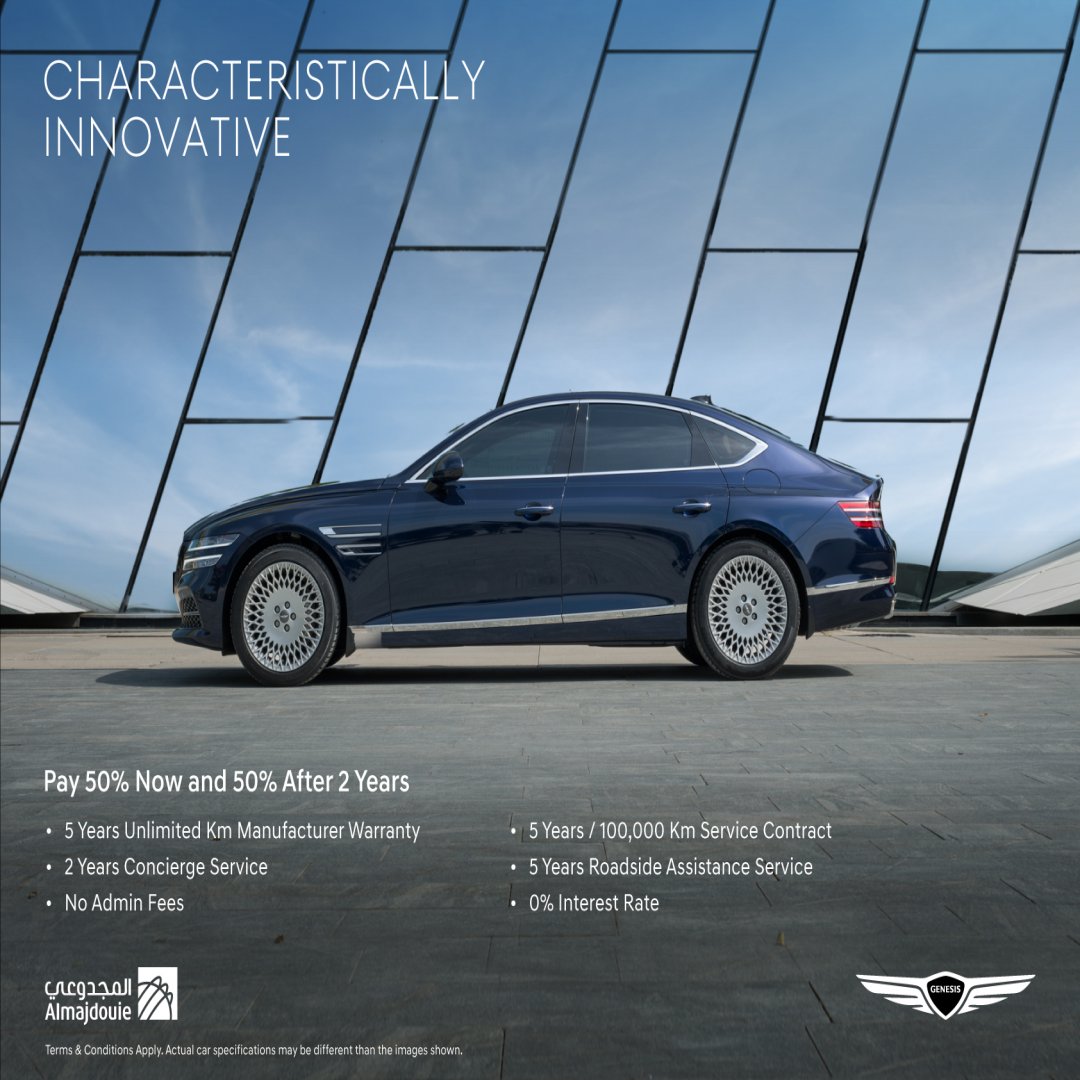 CHARACTERISTICALLY
INNOVATIVE
Pay 50% Now and 50% After 2 Years
• 5 Years Unlimited Km Manufacturer Warranty
• 2 Years Concierge Service
• No Admin Fees
• 5 Years / 100,000 Km Service Contract
• 5 Years Roadside Assistance Service
• 0% Interest Rate
المجدوعي
Almajdouie
GENESIS
Terms & Conditions Apply. Actual car specifications may be different than the images shown.